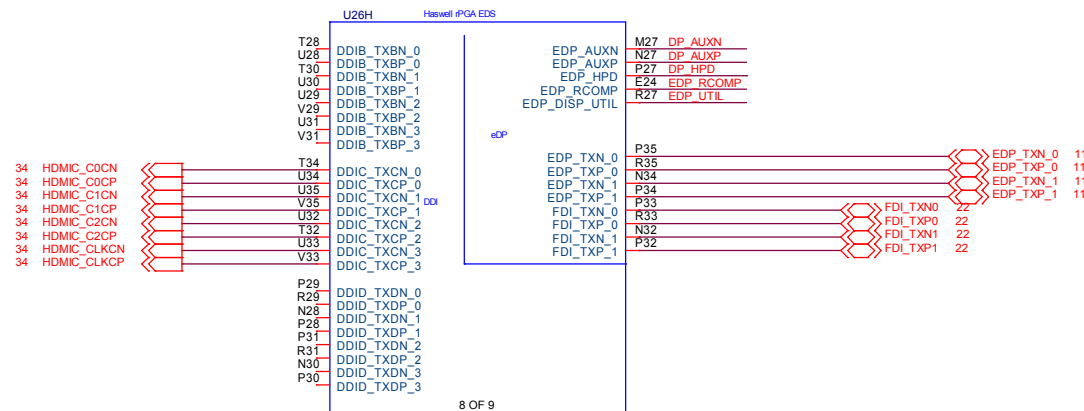 U26H Haswell rPGA EDS
T28 DDIB_TXBN_0
U28 DDIB_TXBP_0
T30 DDIB_TXBN_1
U30 DDIB_TXBP_1
U29 DDIB_TXBN_2
V29 DDIB_TXBP_2
U31 DDIB_TXBN_3
V31 DDIB_TXBP_3
34 HDMIC_C0CN T34 DDIC_TXCN_0
34 HDMIC_C0CP U34 DDIC_TXCP_0
34 HDMIC_C1CN U35 DDIC_TXCN_1
34 HDMIC_C1CP V35 DDIC_TXCP_1
34 HDMIC_C2CN U32 DDIC_TXCN_2
34 HDMIC_C2CP T32 DDIC_TXCP_2
34 HDMIC_CLKCN U33 DDIC_TXCN_3
34 HDMIC_CLKCP V33 DDIC_TXCP_3
DDI
P29 DDID_TXDN_0
R29 DDID_TXDP_0
N28 DDID_TXDN_1
P28 DDID_TXDP_1
P31 DDID_TXDN_2
R31 DDID_TXDP_2
N30 DDID_TXDN_3
P30 DDID_TXDP_3
EDP_AUXN M27 DP_AUXN
EDP_AUXP N27 DP_AUXP
EDP_HPD P27 DP_HPD
EDP_RCOMP E24 EDP_RCOMP
EDP_DISP_UTIL R27 EDP_UTIL
eDP
EDP_TXN_0 P35 EDP_TXN_0 11
EDP_TXP_0 R35 EDP_TXP_0 11
EDP_TXN_1 N34 EDP_TXN_1 11
EDP_TXP_1 P34 EDP_TXP_1 11
FDI_TXN_0 P33 FDI_TXN0 22
FDI_TXP_0 R33 FDI_TXP0 22
FDI_TXN_1 N32 FDI_TXN1 22
FDI_TXP_1 P32 FDI_TXP1 22
8 OF 9